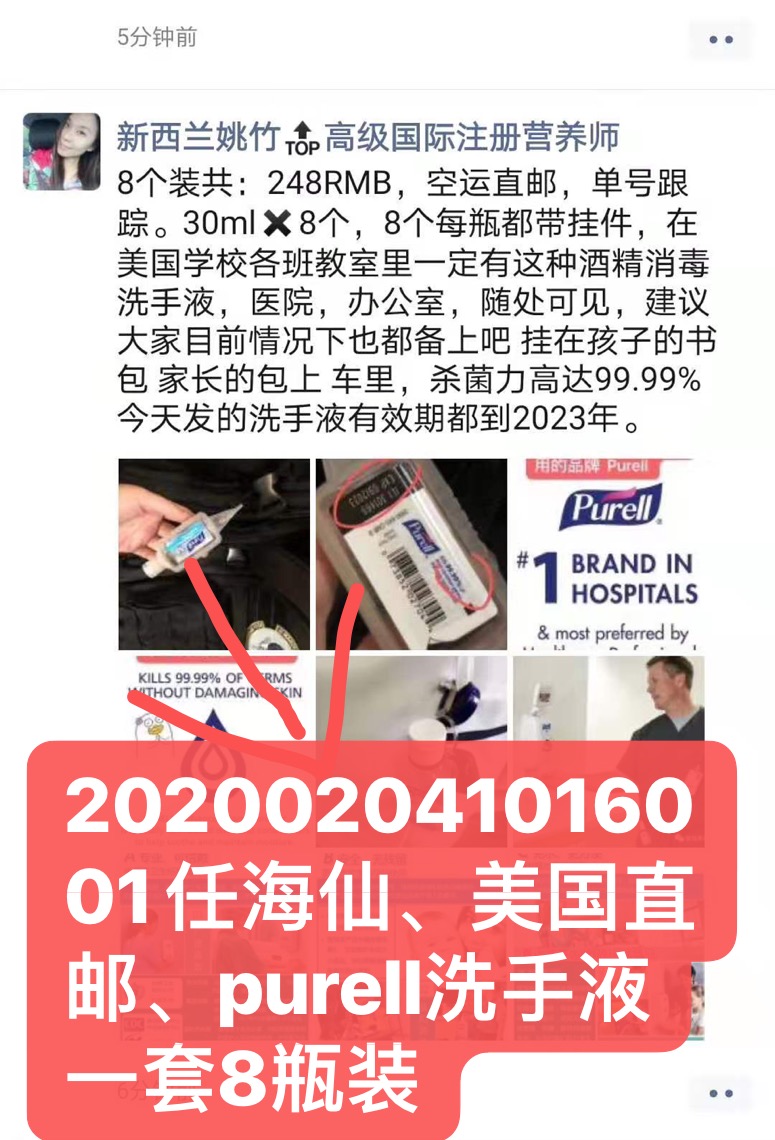 5分钟前
新西兰姚竹🔝高级国际注册营养师
8个装共：248RMB，空运直邮，单号跟
踪。30ml✖️8个，8个每瓶都带挂件，在
美国学校各班教室里一定有这种酒精消毒
洗手液，医院，办公室，随处可见，建议
大家目前情况下也都备上吧 挂在孩子的书
包 家长的包上 车里，杀菌力高达99.99%
今天发的洗手液有效期都到2023年。
用的品牌 Purell
Purell
Purell
#1 BRAND IN
HOSPITALS
& most preferred by
KILLS 99.99% OF GERMS
WITHOUT DAMAGING SKIN
2020020410160
01任海仙、美国直
邮、purell洗手液
一套8瓶装